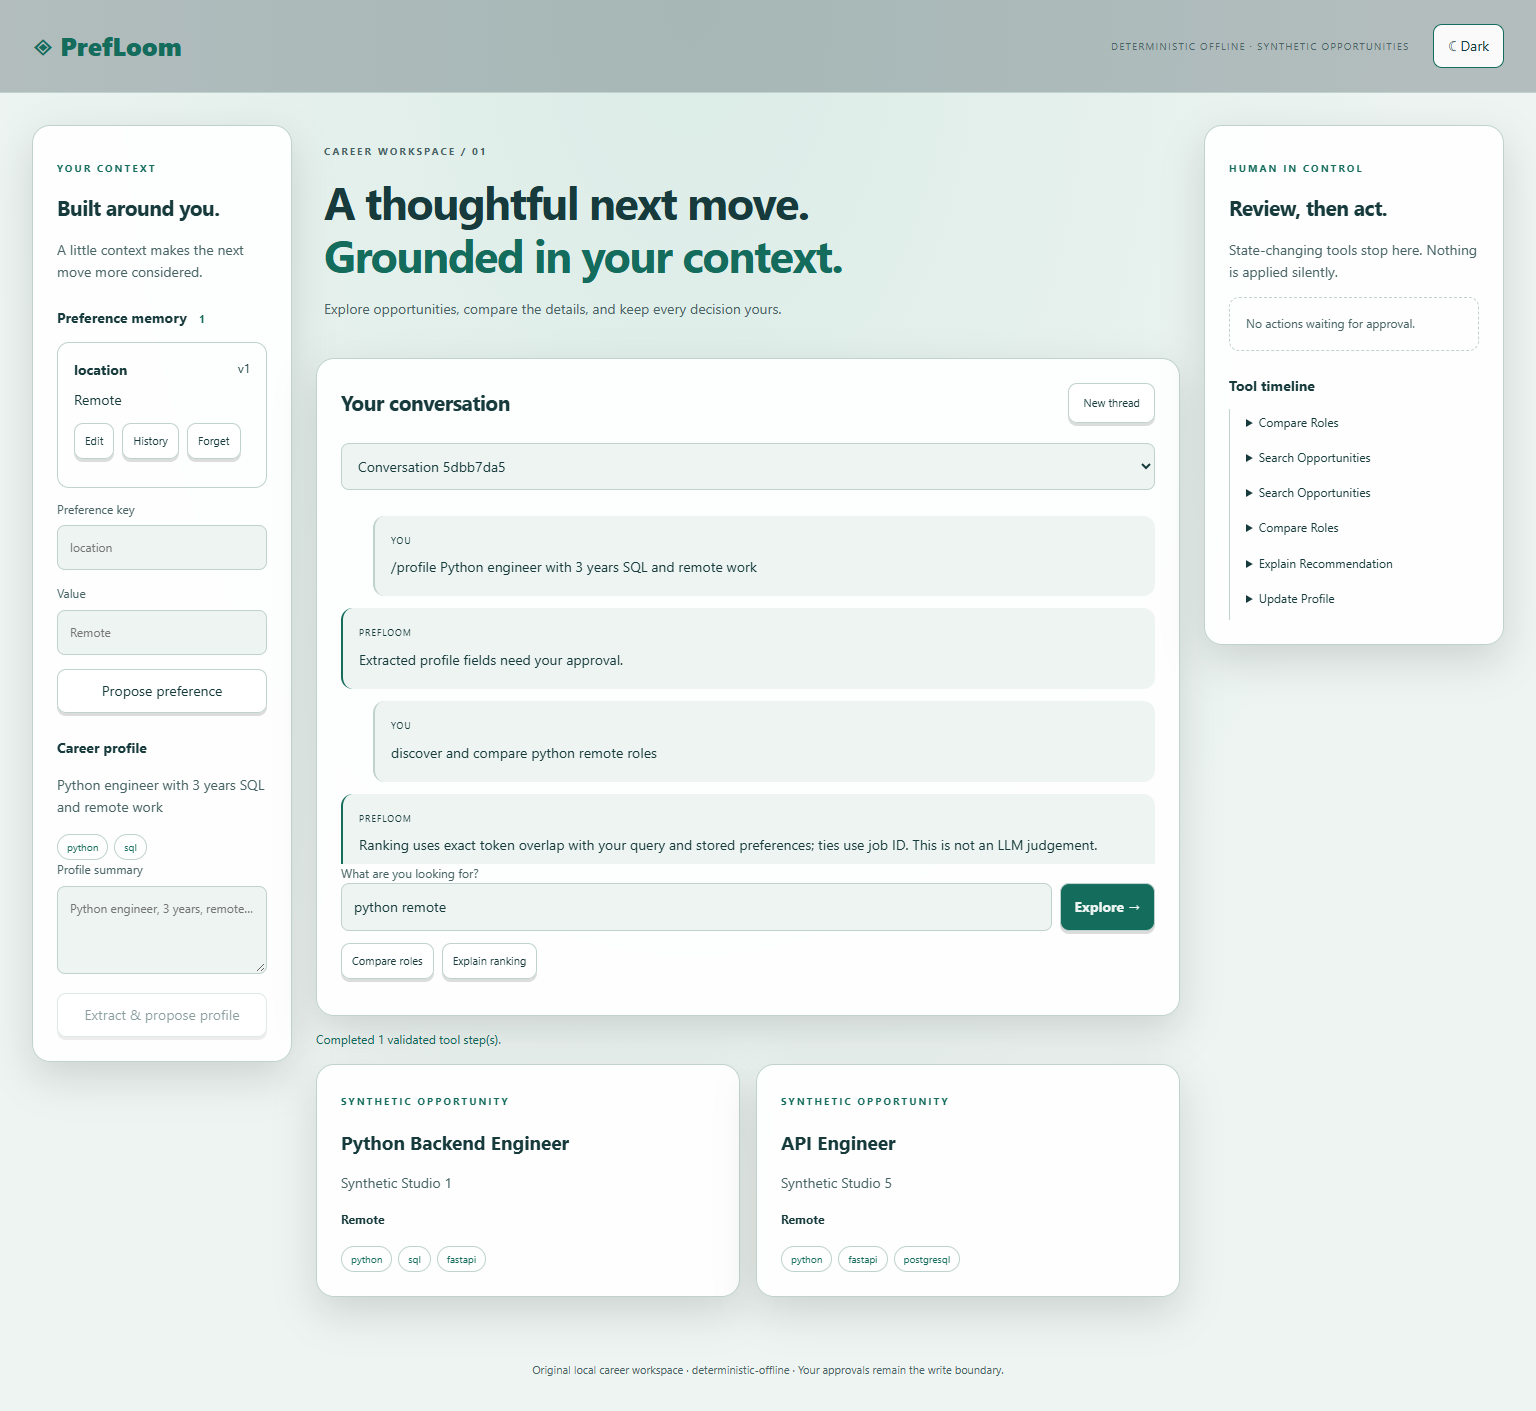 ◈ PrefLoom
DETERMINISTIC OFFLINE · SYNTHETIC OPPORTUNITIES
☾ Dark
YOUR CONTEXT
Built around you.
A little context makes the next
move more considered.
Preference memory 1
location v1
Remote
Edit History Forget
Preference key
location
Value
Remote
Propose preference
Career profile
Python engineer with 3 years SQL
and remote work
python sql
Profile summary
Python engineer, 3 years, remote...
Extract & propose profile
CAREER WORKSPACE / 01
A thoughtful next move.
Grounded in your context.
Explore opportunities, compare the details, and keep every decision yours.
Your conversation
New thread
Conversation 5dbb7da5
YOU
/profile Python engineer with 3 years SQL and remote work
PREFLOOM
Extracted profile fields need your approval.
YOU
discover and compare python remote roles
PREFLOOM
Ranking uses exact token overlap with your query and stored preferences; ties use job ID. This is not an LLM judgement.
What are you looking for?
python remote
Explore →
Compare roles Explain ranking
Completed 1 validated tool step(s).
SYNTHETIC OPPORTUNITY
Python Backend Engineer
Synthetic Studio 1
Remote
python sql fastapi
SYNTHETIC OPPORTUNITY
API Engineer
Synthetic Studio 5
Remote
python fastapi postgresql
HUMAN IN CONTROL
Review, then act.
State-changing tools stop here. Nothing
is applied silently.
No actions waiting for approval.
Tool timeline
▶ Compare Roles
▶ Search Opportunities
▶ Search Opportunities
▶ Compare Roles
▶ Explain Recommendation
▶ Update Profile
Original local career workspace · deterministic-offline · Your approvals remain the write boundary.